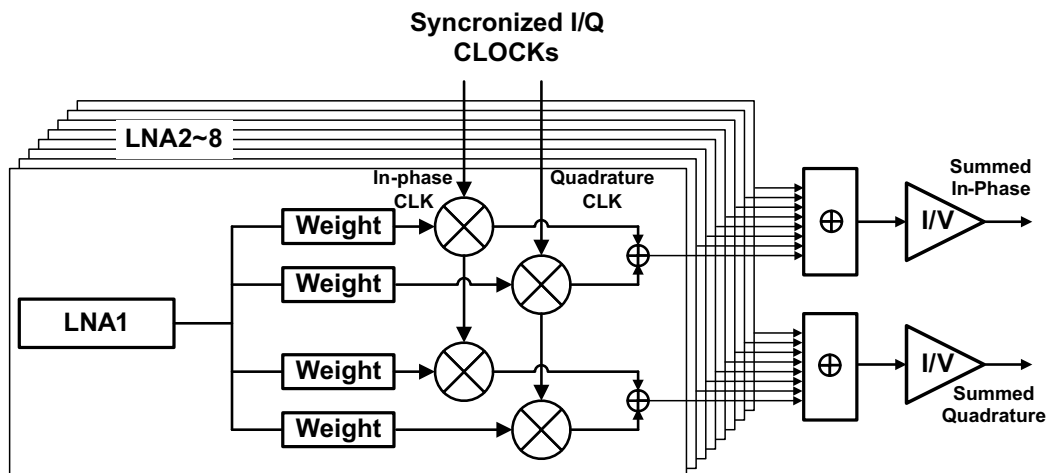 Syncronized I/Q
CLOCKs
LNA2~8
In-phase
CLK
Quadrature
CLK
Weight
Weight
LNA1
Weight
Weight
I/V
Summed
In-Phase
I/V
Summed
Quadrature